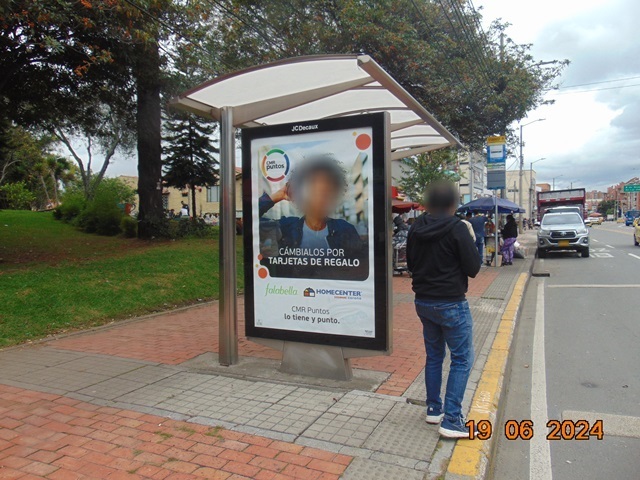 JCDecaux
CMR
puntos
CÁMBIALOS POR
TARJETAS DE REGALO
falabella
HOMECENTER
CMR Puntos
lo tiene y punto.
19 06 2024